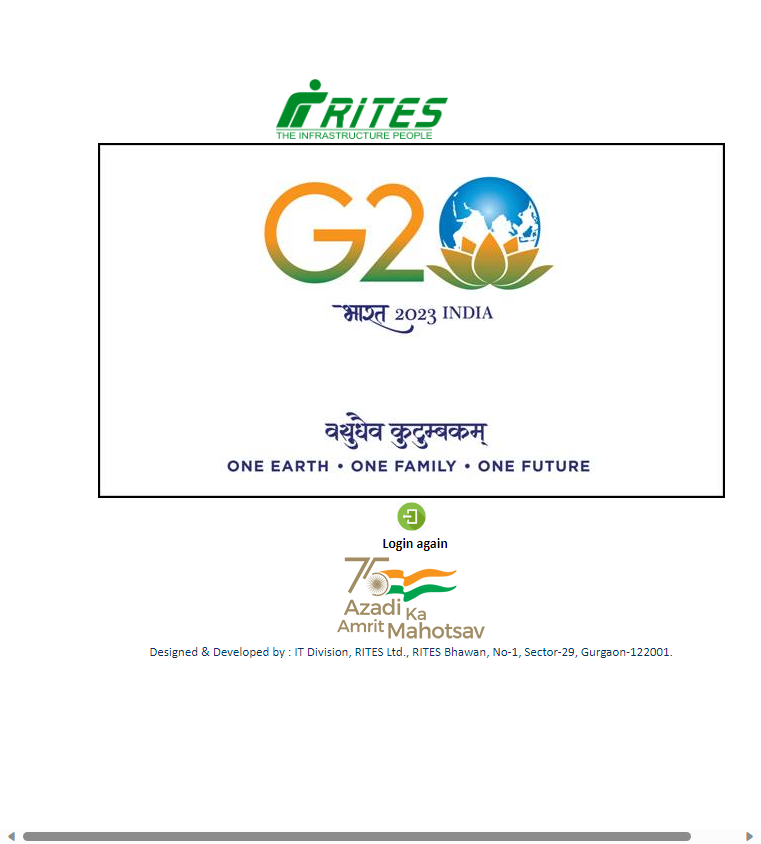 RITES
THE INFRASTRUCTURE PEOPLE
G20
भारत 2023 INDIA
वसुधैव कुटुम्बकम्
ONE EARTH • ONE FAMILY • ONE FUTURE
Login again
75
Azadi Ka
Amrit Mahotsav
Designed & Developed by : IT Division, RITES Ltd., RITES Bhawan, No-1, Sector-29, Gurgaon-122001.